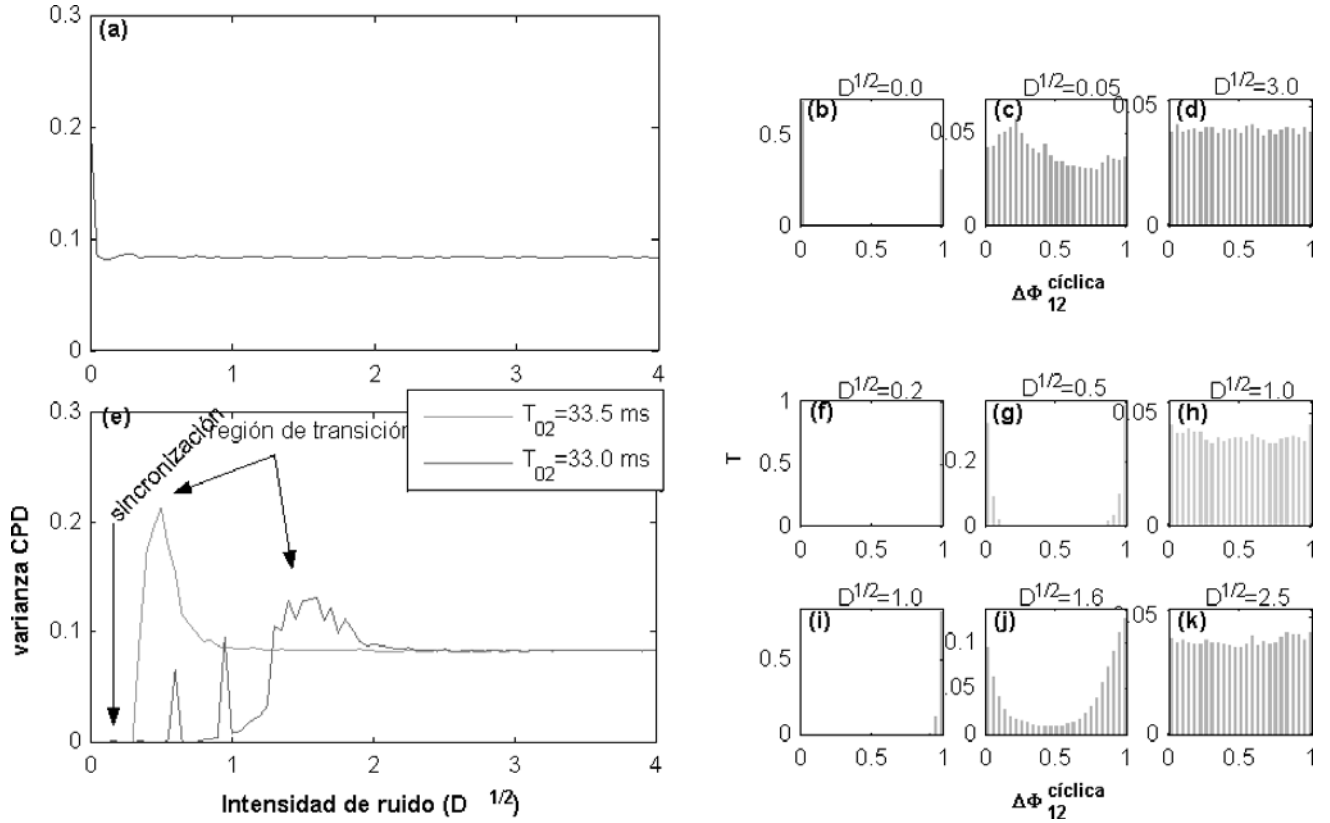 (a)
0.3
0.2
0.1
0
0 1 2 3 4
D1/2=0.0 D1/2=0.05 D1/2=3.0
(b) (c) (d)
0.5
0
0 0.5 1
0.05
0
0 0.5 1
0.05
0
0 0.5 1
ΔΦ12 cíclica
(e)
0.3
0.2
0.1
0
0 1 2 3 4
varianza CPD
sincronización
región de transición
T02=33.5 ms
T02=33.0 ms
Intensidad de ruido (D 1/2)
D1/2=0.2 D1/2=0.5 D1/2=1.0
(f) (g) (h)
T
1
0.5
0
0 0.5 1
0.2
0
0 0.5 1
0.05
0
0 0.5 1
D1/2=1.0 D1/2=1.6 D1/2=2.5
(i) (j) (k)
0.5
0
0 0.5 1
0.1
.05
0
0 0.5 1
0.05
0
0 0.5 1
ΔΦ12 cíclica